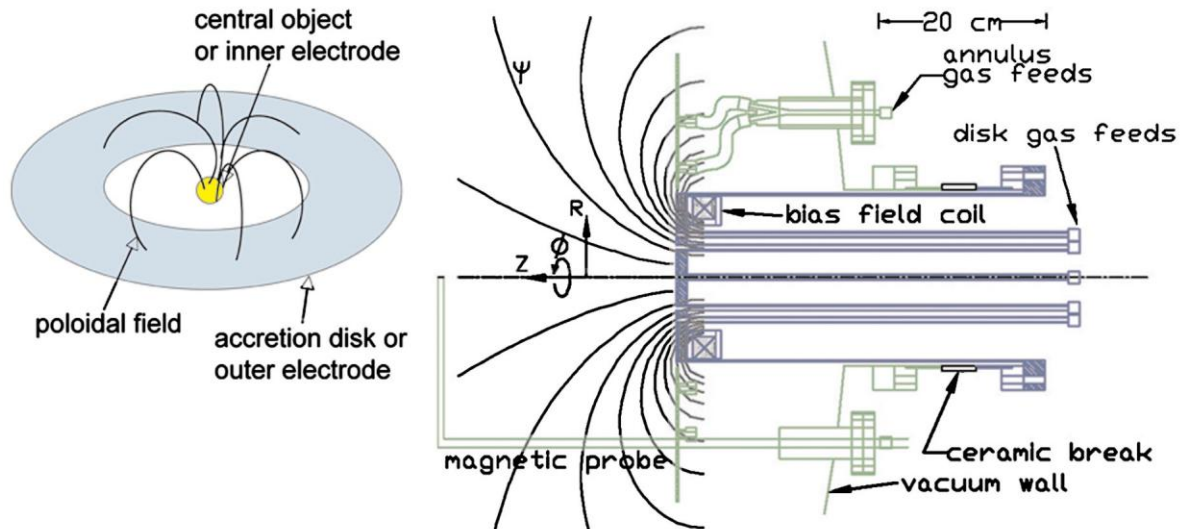 central object
or inner electrode
poloidal field
accretion disk or
outer electrode
20 cm
annulus
gas feeds
disk gas feeds
ψ
R
bias field coil
ϕ
Z
magnetic probe
ceramic break
vacuum wall